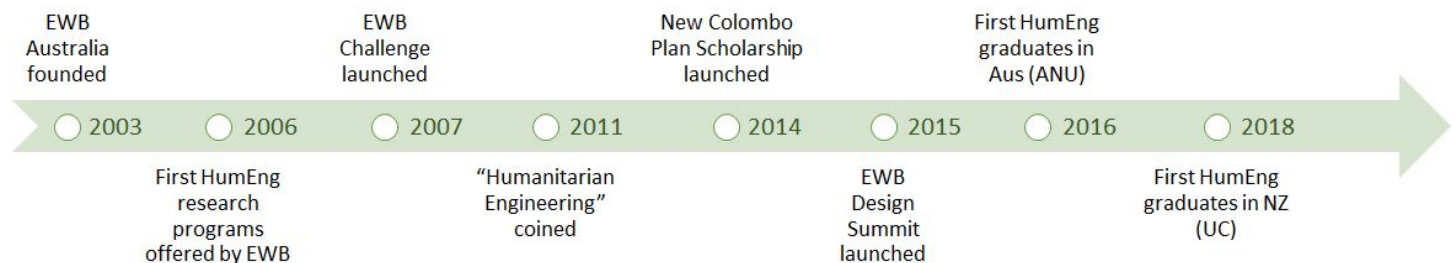 EWB
Australia
founded
EWB
Challenge
launched
New Colombo
Plan Scholarship
launched
First HumEng
graduates in
Aus (ANU)
2003
2006
2007
2011
2014
2015
2016
2018
First HumEng
research
programs
offered by EWB
“Humanitarian
Engineering”
coined
EWB
Design
Summit
launched
First HumEng
graduates in NZ
(UC)